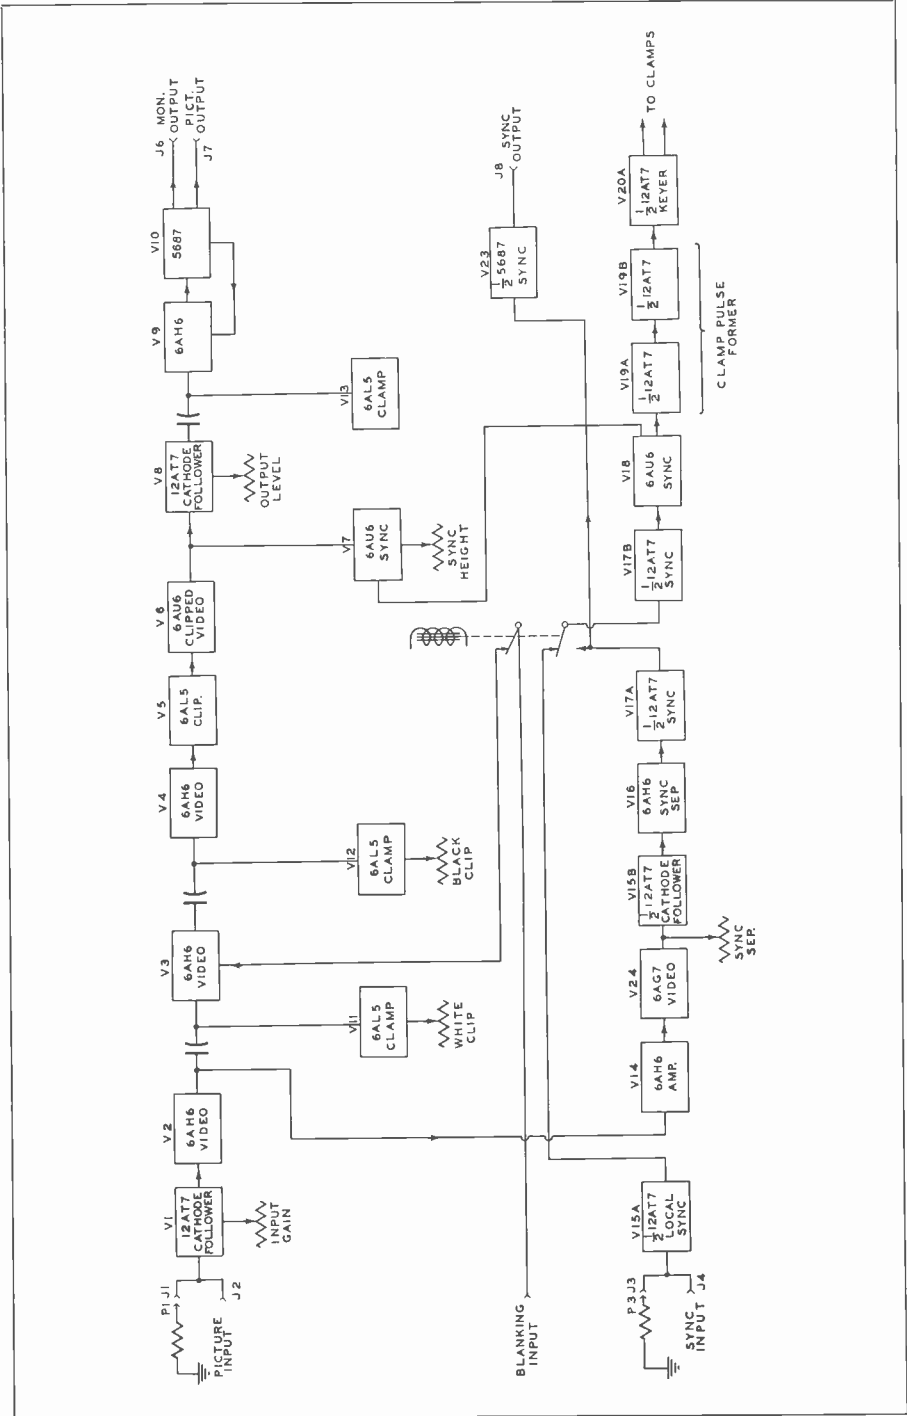 P1 J1
PICTURE
INPUT
J2
V1
12AT7
CATHODE
FOLLOWER
INPUT
GAIN
V2
6AH6
VIDEO
V11
6AL5
CLAMP
WHITE
CLIP
V3
6AH6
VIDEO
V12
6AL5
CLAMP
BLACK
CLIP
V4
6AH6
VIDEO
V5
6AL5
CLIP.
V6
6AU6
CLIPPED
VIDEO
V7
6AU6
SYNC
SYNC
HEIGHT
V8
12AT7
CATHODE
FOLLOWER
OUTPUT
LEVEL
V13
6AL5
CLAMP
V9
6AH6
V10
5687
J6 MON.
OUTPUT
PICT.
OUTPUT
J7
BLANKING
INPUT
V23
1/2 5687
SYNC
J8 SYNC
OUTPUT
P3 J3
SYNC
INPUT J4
V15A
1/2 12AT7
LOCAL
SYNC
V14
6AH6
AMP.
V24
6AG7
VIDEO
SYNC
SEP.
V15B
1/2 12AT7
CATHODE
FOLLOWER
V16
6AH6
SYNC
SEP
V17A
1/2 12AT7
SYNC
V17B
1/2 12AT7
SYNC
V18
6AU6
SYNC
V19A
1/2 12AT7
V19B
1/2 12AT7
CLAMP PULSE
FORMER
V20A
1/2 12AT7
KEYER
TO CLAMPS